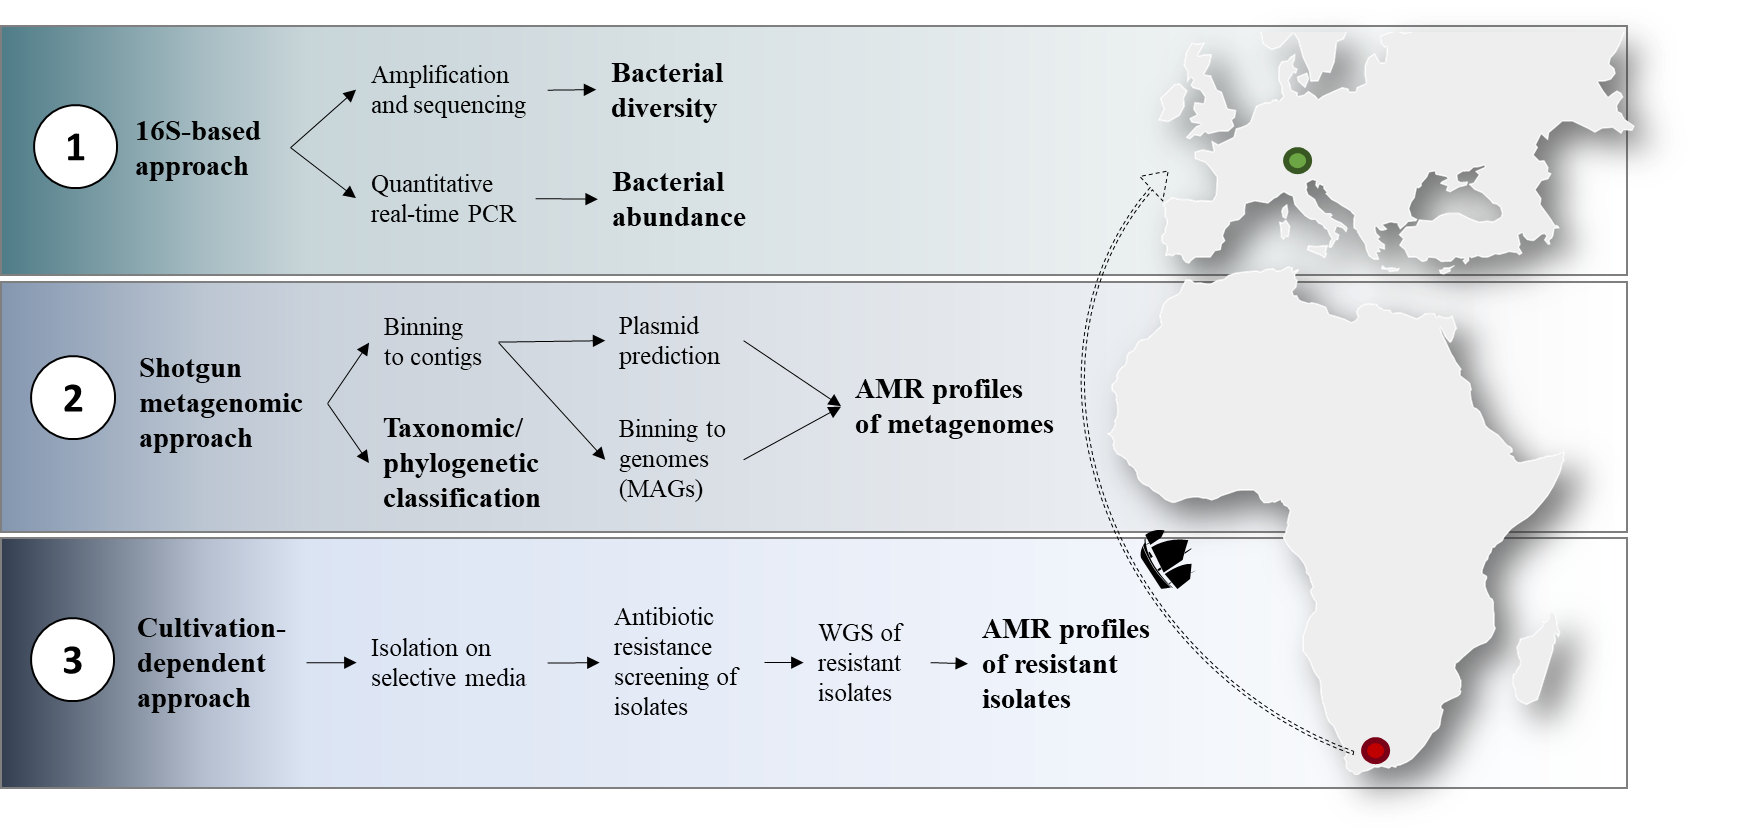 1
16S-based
approach
Amplification
and sequencing
Bacterial
diversity
Quantitative
real-time PCR
Bacterial
abundance
2
Shotgun
metagenomic
approach
Binning
to contigs
Taxonomic/
phylogenetic
classification
Plasmid
prediction
Binning to
genomes
(MAGs)
AMR profiles
of metagenomes
3
Cultivation-
dependent
approach
Isolation on
selective media
Antibiotic
resistance
screening of
isolates
WGS of
resistant
isolates
AMR profiles
of resistant
isolates